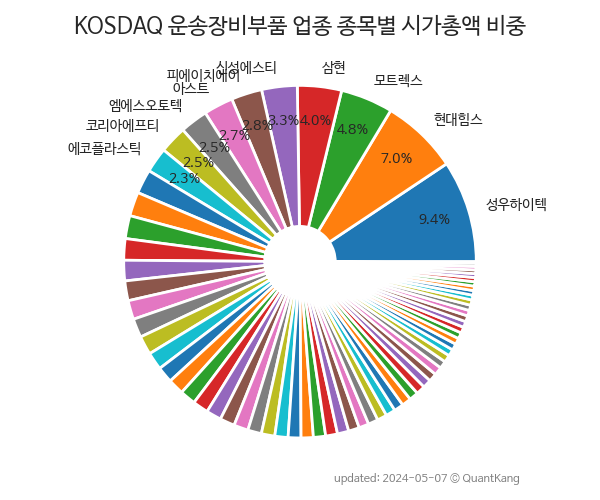 KOSDAQ 운송장비부품 업종 종목별 시가총액 비중
성우하이텍
9.4%
현대힘스
7.0%
모트렉스
4.8%
삼현
4.0%
신성에스티
3.3%
피에이치에이
2.8%
아스트
2.7%
엠에스오토텍
2.5%
코리아에프티
2.5%
에코플라스틱
2.3%
updated: 2024-05-07 © QuantKang